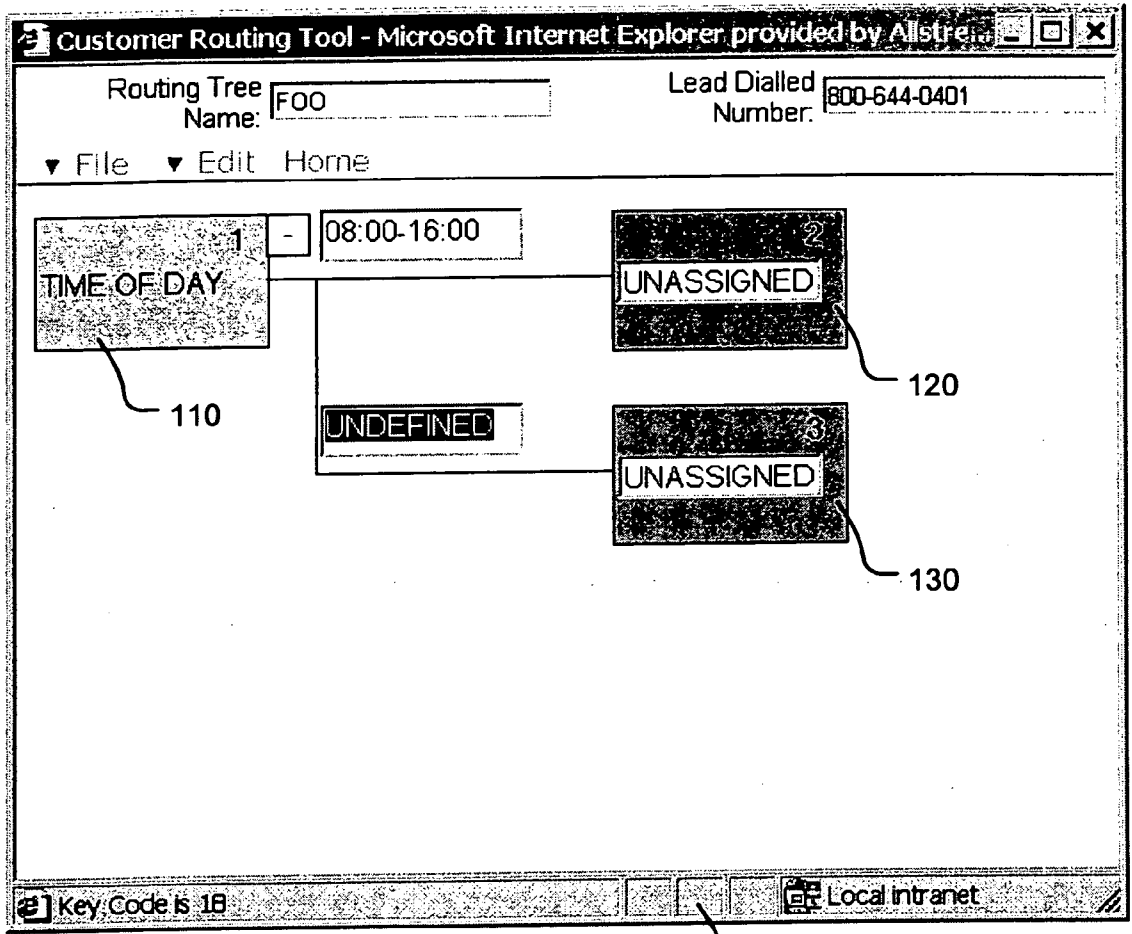 Customer Routing Tool - Microsoft Internet Explorer provided by Allstre
Routing Tree Name: FOO
Lead Dialled Number: 800-644-0401
▼ File ▼ Edit Home
1 - 08:00-16:00 2
TIME OF DAY UNASSIGNED
120
110
UNDEFINED 3
UNASSIGNED
130
Key Code is 18 Local intranet